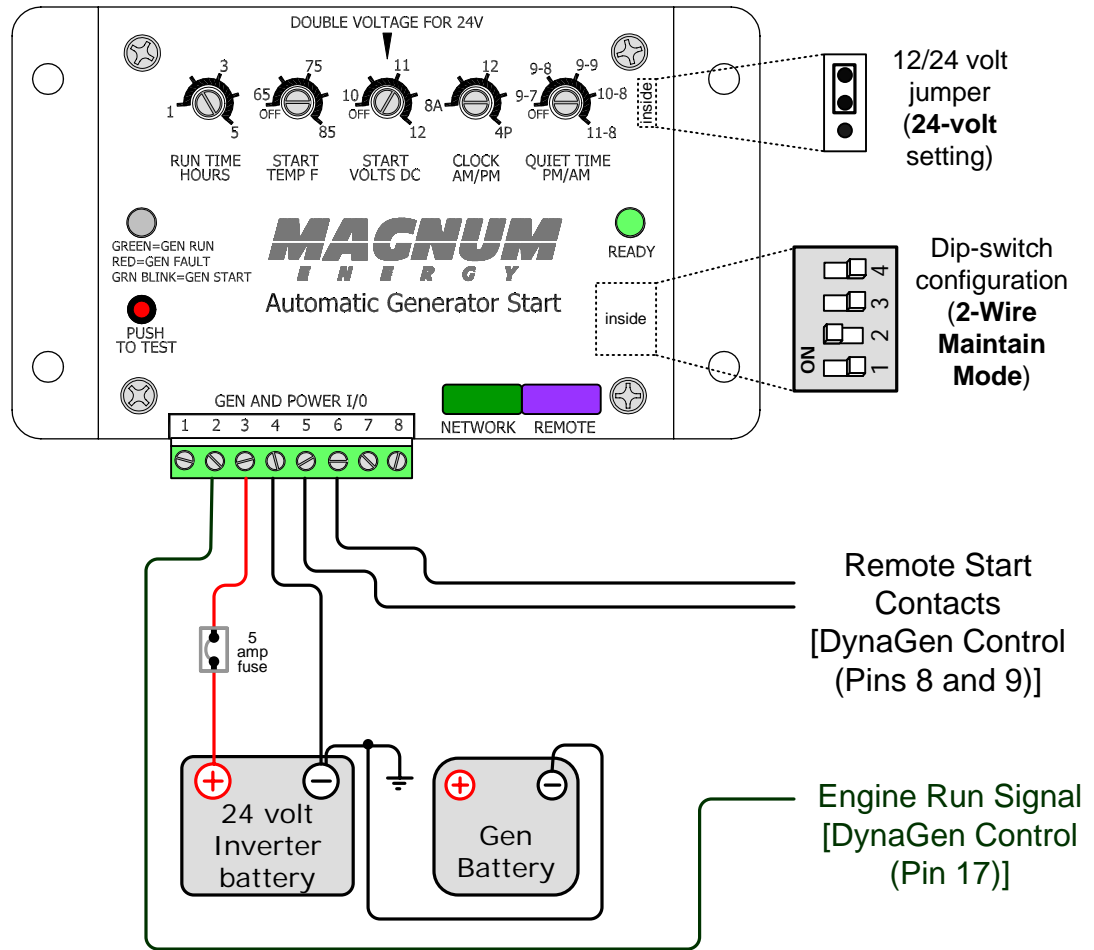 DOUBLE VOLTAGE FOR 24V
1 3 5
OFF 65 75 85
OFF 10 11 12
8A 12 4P
OFF 9-7 9-8 9-9 10-8 11-8
RUN TIME
HOURS
START
TEMP F
START
VOLTS DC
CLOCK
AM/PM
QUIET TIME
PM/AM
inside
12/24 volt
jumper
(24-volt
setting)
GREEN=GEN RUN
RED=GEN FAULT
GRN BLINK=GEN START
MAGNUM
ENERGY
Automatic Generator Start
READY
PUSH
TO TEST
inside
ON
1 2 3 4
Dip-switch
configuration
(2-Wire
Maintain
Mode)
GEN AND POWER I/0
1 2 3 4 5 6 7 8
NETWORK REMOTE
Remote Start
Contacts
[DynaGen Control
(Pins 8 and 9)]
5
amp
fuse
+ −
24 volt
Inverter
battery
+ −
Gen
Battery
Engine Run Signal
[DynaGen Control
(Pin 17)]